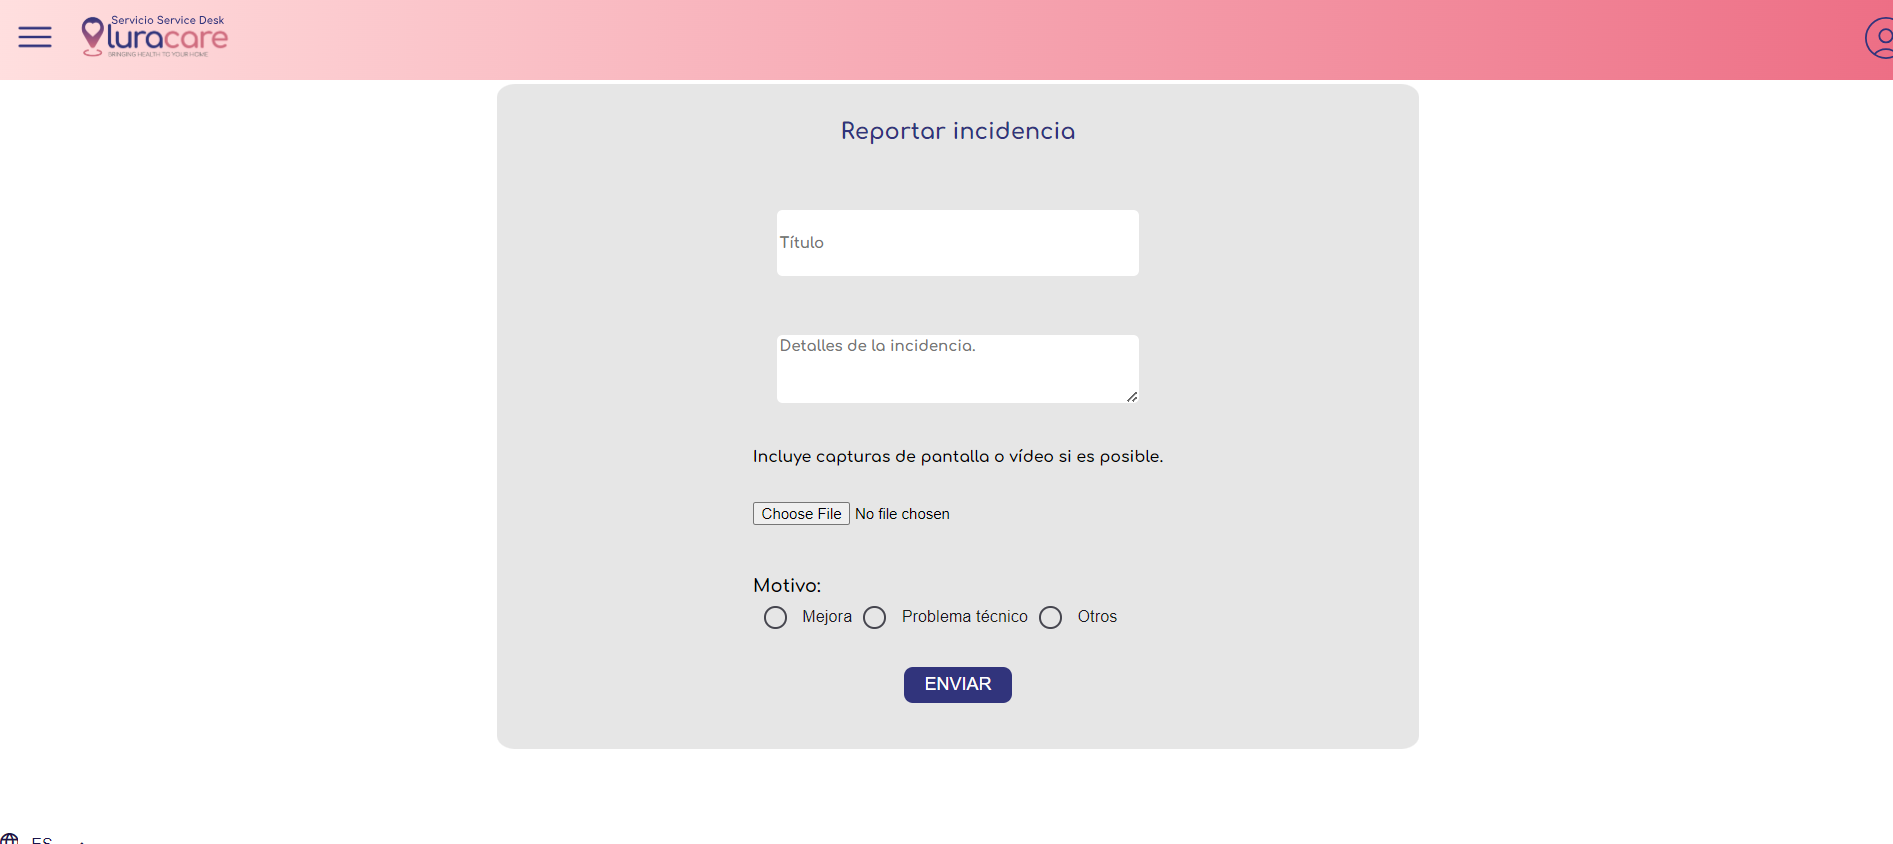 Servicio Service Desk
luracare
BRINGING HEALTH TO YOUR HOME
Reportar incidencia
Título
Detalles de la incidencia.
Incluye capturas de pantalla o vídeo si es posible.
Choose File No file chosen
Motivo:
Mejora Problema técnico Otros
ENVIAR
ES